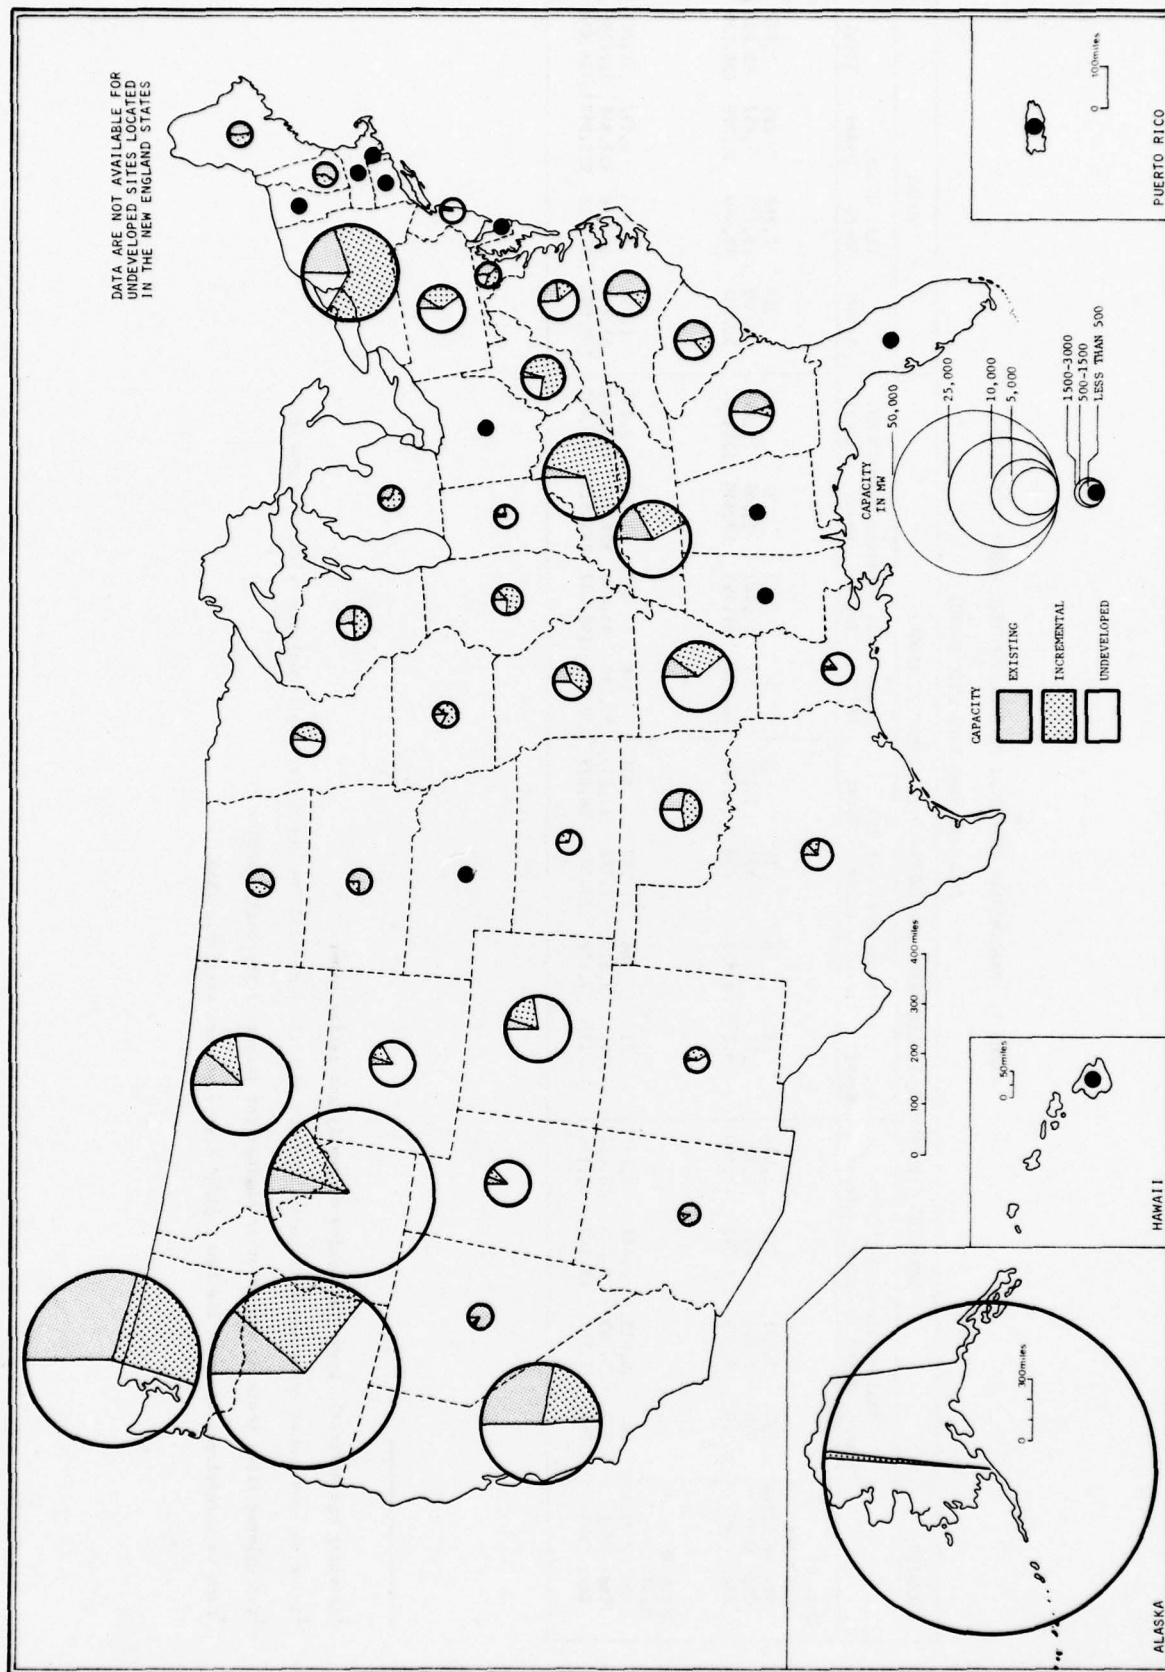 DATA ARE NOT AVAILABLE FOR
UNDEVELOPED SITES LOCATED
IN THE NEW ENGLAND STATES
CAPACITY
IN MW
50,000
25,000
10,000
5,000
1500-3000
500-1500
LESS THAN 500
CAPACITY
EXISTING
INCREMENTAL
UNDEVELOPED
0 100 200 300 400 miles
ALASKA
0 300 miles
HAWAII
0 50 miles
PUERTO RICO
0 100 miles